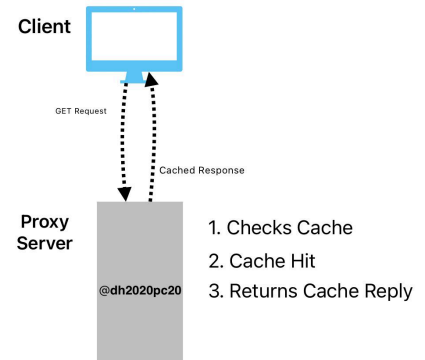 Client
GET Request
Cached Response
Proxy
Server
@dh2020pc20
1. Checks Cache
2. Cache Hit
3. Returns Cache Reply